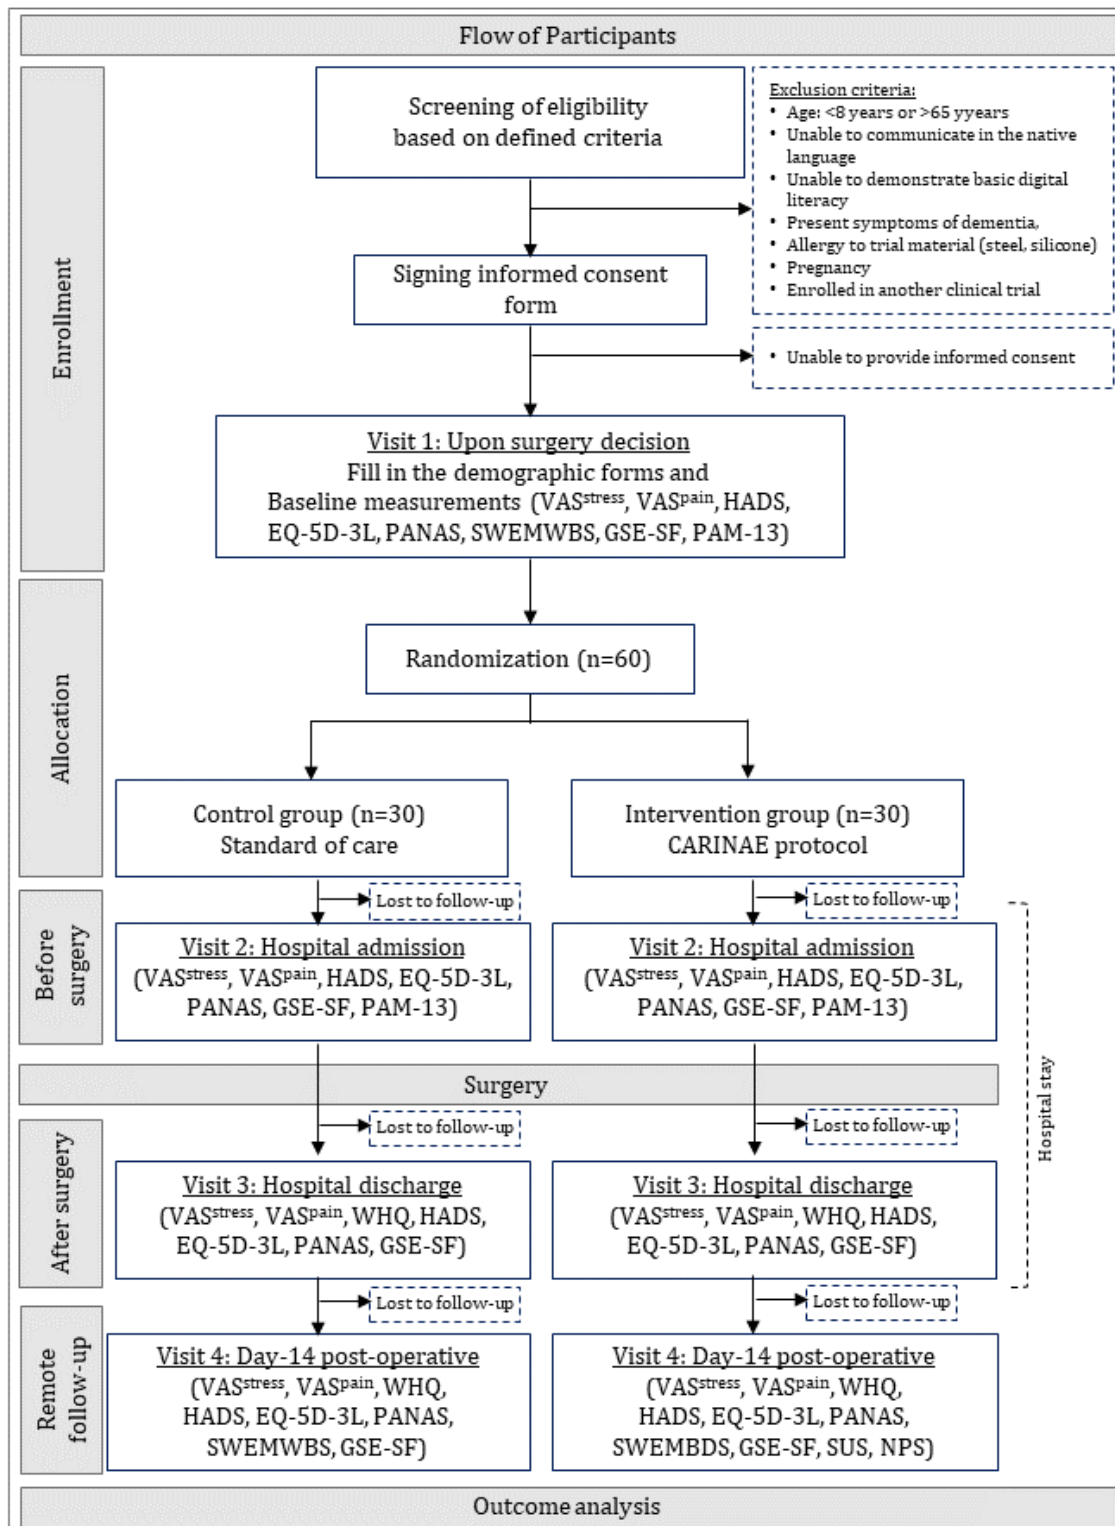 Flow of Participants
Enrollment
Screening of eligibility
based on defined criteria
Exclusion criteria:
• Age: <8 years or >65 yyears
• Unable to communicate in the native
language
• Unable to demonstrate basic digital
literacy
• Present symptoms of dementia,
• Allergy to trial material (steel, silicone)
• Pregnancy
• Enrolled in another clinical trial
Signing informed consent
form
• Unable to provide informed consent
Visit 1: Upon surgery decision
Fill in the demographic forms and
Baseline measurements (VASstress, VASpain, HADS,
EQ-5D-3L, PANAS, SWEMWBS, GSE-SF, PAM-13)
Allocation
Randomization (n=60)
Control group (n=30)
Standard of care
Intervention group (n=30)
CARINAE protocol
Lost to follow-up
Lost to follow-up
Before
surgery
Visit 2: Hospital admission
(VASstress, VASpain, HADS, EQ-5D-3L,
PANAS, GSE-SF, PAM-13)
Visit 2: Hospital admission
(VASstress, VASpain, HADS, EQ-5D-3L,
PANAS, GSE-SF, PAM-13)
Hospital stay
Surgery
Lost to follow-up
Lost to follow-up
After surgery
Visit 3: Hospital discharge
(VASstress, VASpain, WHQ, HADS,
EQ-5D-3L, PANAS, GSE-SF)
Visit 3: Hospital discharge
(VASstress, VASpain, WHQ, HADS,
EQ-5D-3L, PANAS, GSE-SF)
Lost to follow-up
Lost to follow-up
Remote
follow-up
Visit 4: Day-14 post-operative
(VASstress, VASpain, WHQ,
HADS, EQ-5D-3L, PANAS,
SWEMWBS, GSE-SF)
Visit 4: Day-14 post-operative
(VASstress, VASpain, WHQ,
HADS, EQ-5D-3L, PANAS,
SWEMBDS, GSE-SF, SUS, NPS)
Outcome analysis